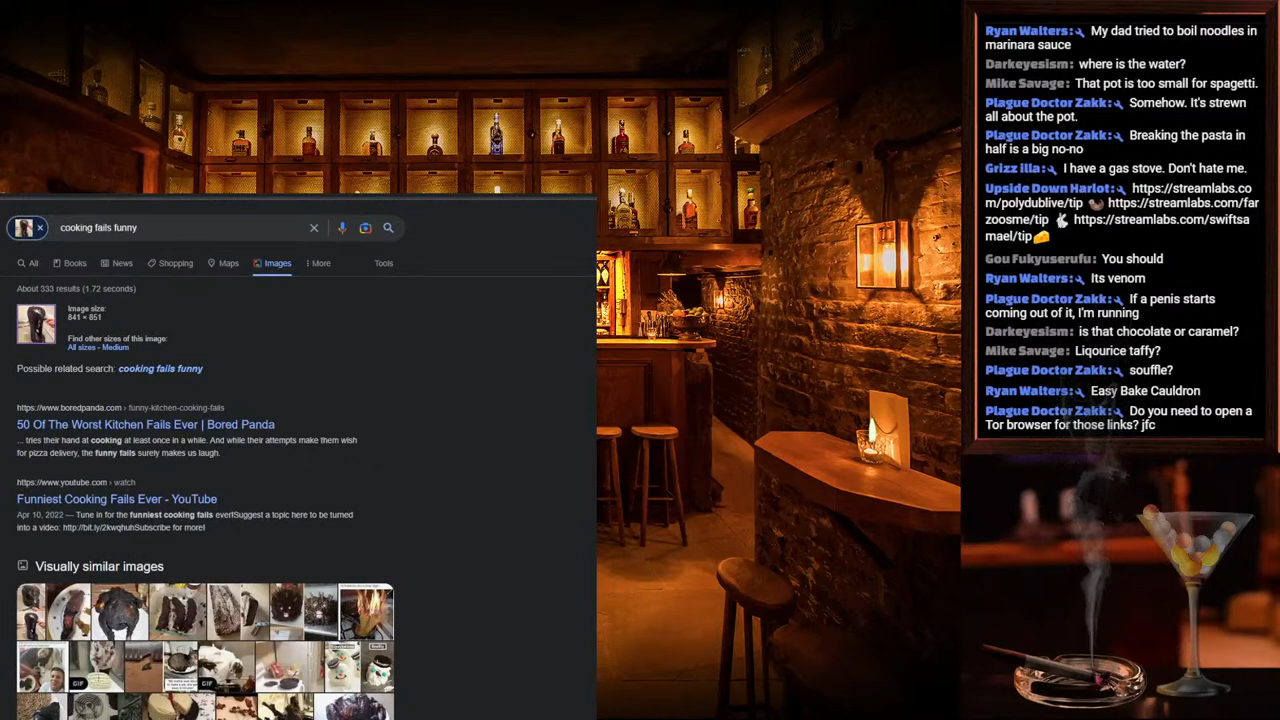 cooking fails funny
All
Books
News
Shopping
Maps
Images
More
Tools
About 333 results (1.72 seconds)
Image size:
841 × 851
Find other sizes of this image:
All sizes - Medium
Possible related search: cooking fails funny
https://www.boredpanda.com › funny-kitchen-cooking-fails
50 Of The Worst Kitchen Fails Ever | Bored Panda
... tries their hand at cooking at least once in a while. And while their attempts make them wish
for pizza delivery, the funny fails surely makes us laugh.
https://www.youtube.com › watch
Funniest Cooking Fails Ever - YouTube
Apr 10, 2022 — Tune in for the funniest cooking fails ever!Suggest a topic here to be turned
into a video: http://bit.ly/2kwqhuhSubscribe for more!
Visually similar images
GIF
GIF
Ryan Walters: My dad tried to boil noodles in
marinara sauce
Darkeyesism: where is the water?
Mike Savage: That pot is too small for spagetti.
Plague Doctor Zakk: Somehow. It's strewn
all about the pot.
Plague Doctor Zakk: Breaking the pasta in
half is a big no-no
Grizz illa: I have a gas stove. Don't hate me.
Upside Down Harlot: https://streamlabs.co
m/polydublive/tip https://streamlabs.com/far
zoosme/tip https://streamlabs.com/swiftsa
mael/tip
Gou Fukyuserufu: You should
Ryan Walters: Its venom
Plague Doctor Zakk: If a penis starts
coming out of it, I'm running
Darkeyesism: is that chocolate or caramel?
Mike Savage: Liqourice taffy?
Plague Doctor Zakk: souffle?
Ryan Walters: Easy Bake Cauldron
Plague Doctor Zakk: Do you need to open a
Tor browser for those links? jfc